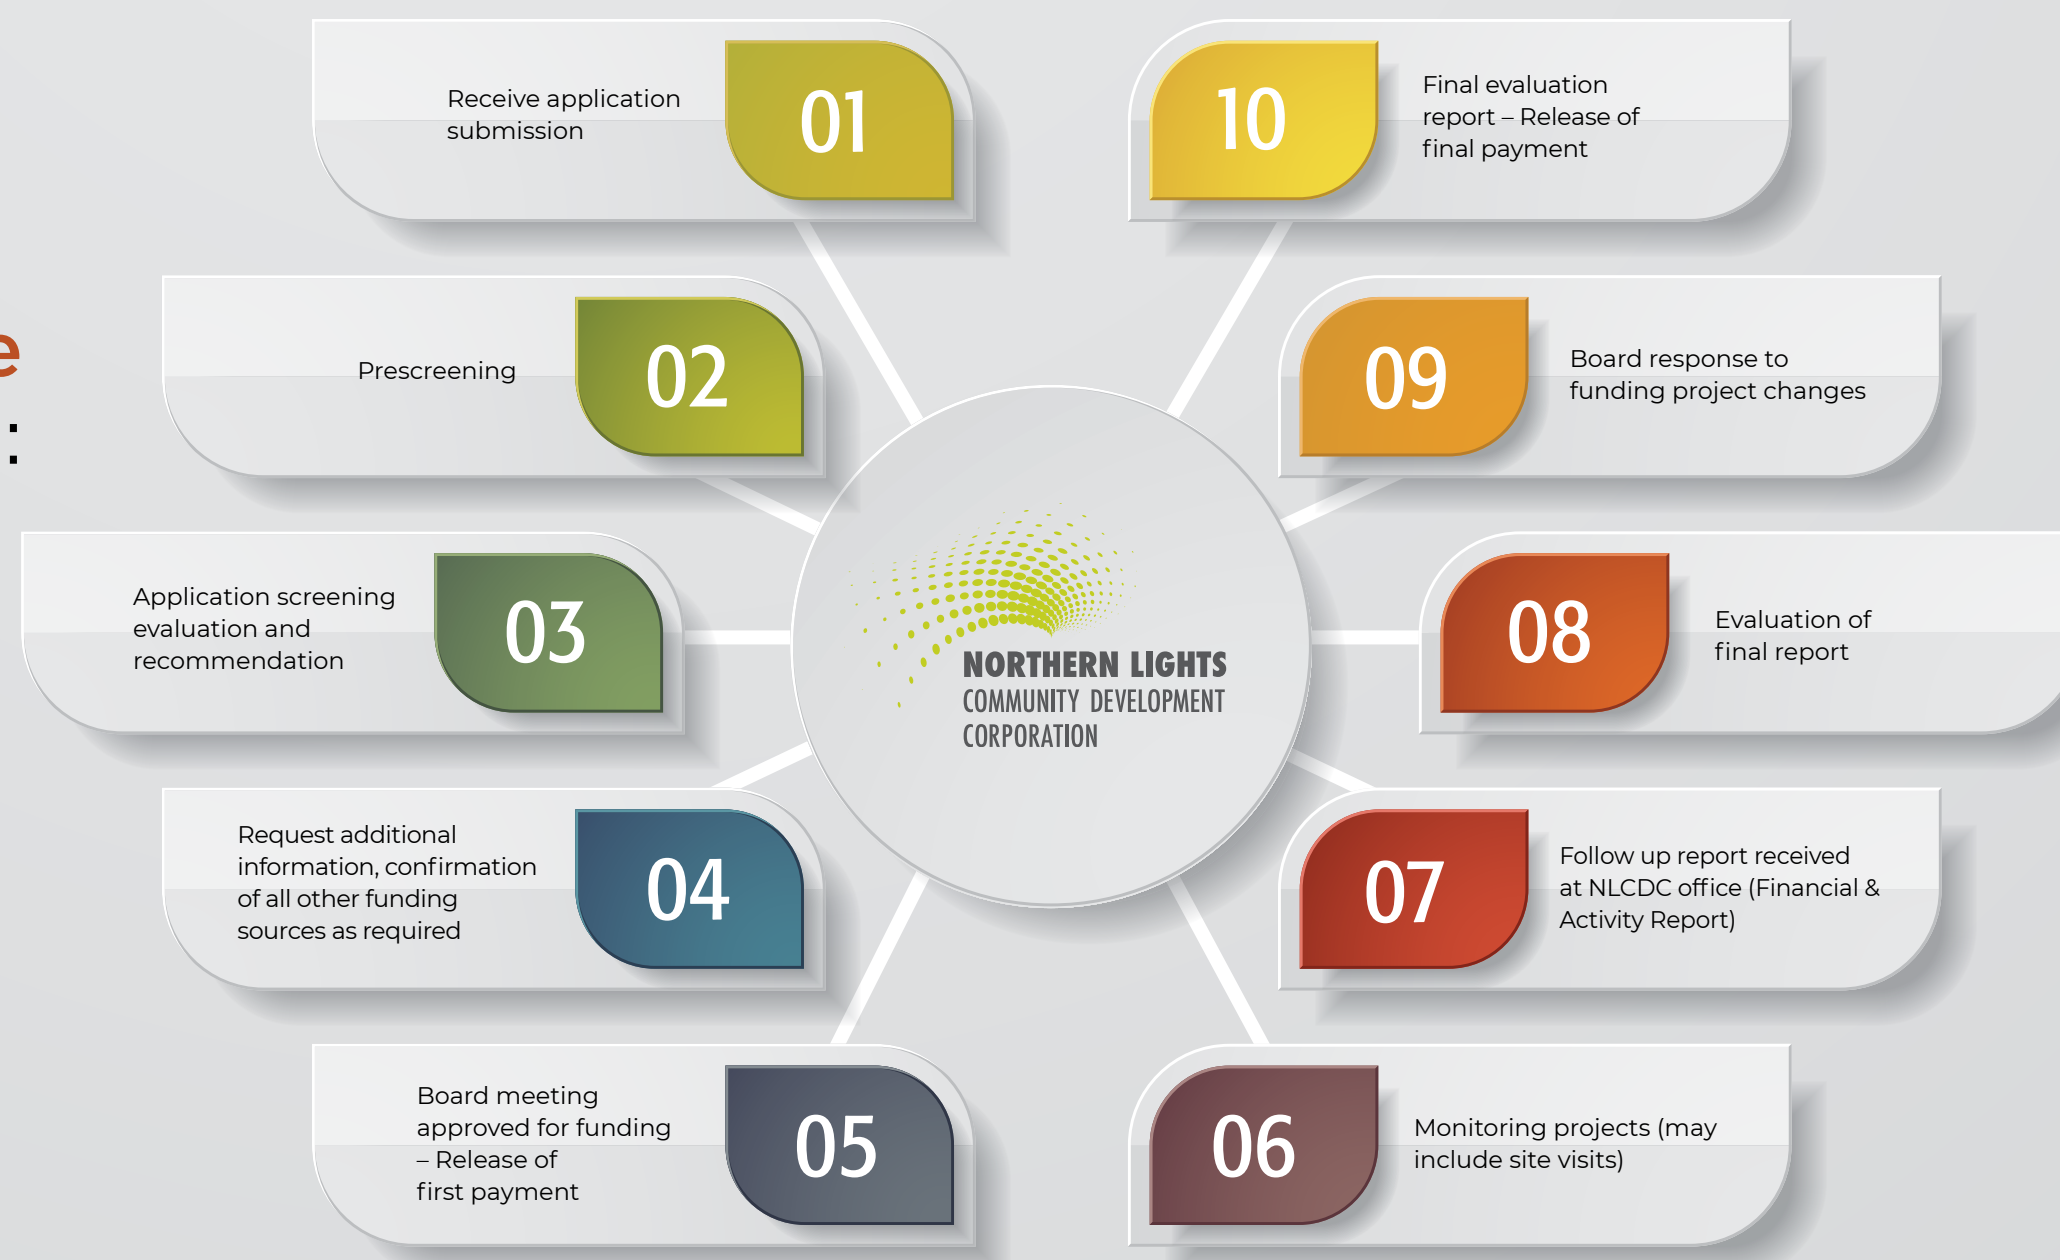 01
Receive application
submission
02
Prescreening
03
Application screening
evaluation and
recommendation
04
Request additional
information, confirmation
of all other funding
sources as required
05
Board meeting
approved for funding
– Release of
first payment
NORTHERN LIGHTS
COMMUNITY DEVELOPMENT
CORPORATION
06
Monitoring projects (may
include site visits)
07
Follow up report received
at NLCDC office (Financial &
Activity Report)
08
Evaluation of
final report
09
Board response to
funding project changes
10
Final evaluation
report – Release of
final payment